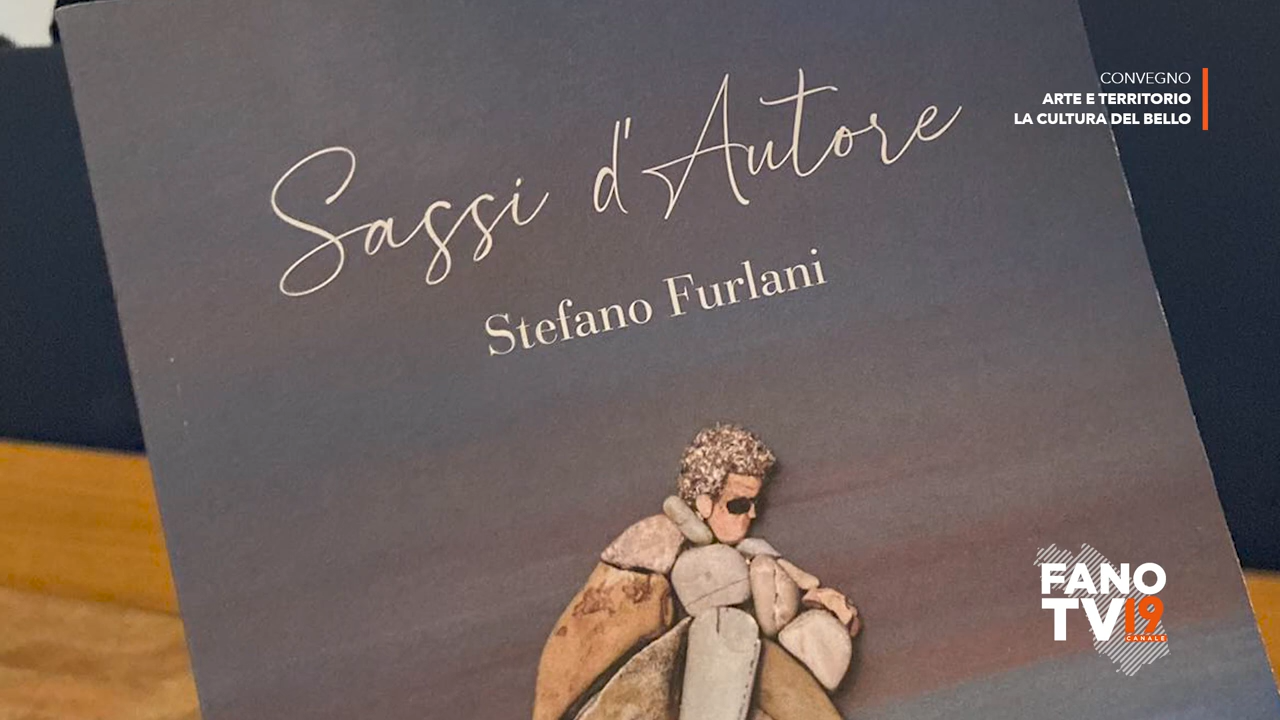 Sassi d'Autore
Stefano Furlani
CONVEGNO
ARTE E TERRITORIO
LA CULTURA DEL BELLO
FANO
TV19
CANALE